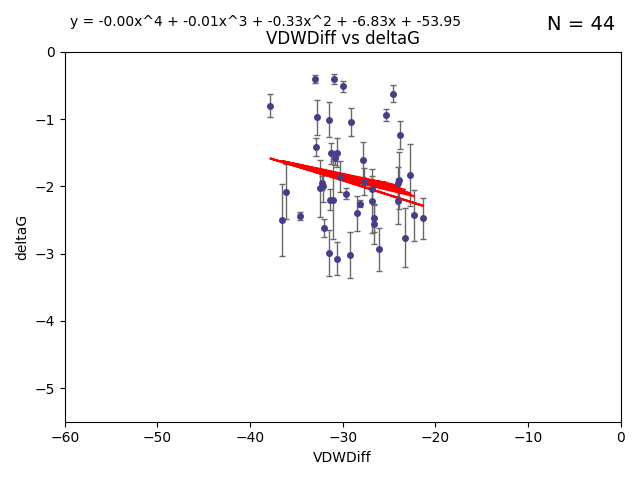 y = -0.00x^4 + -0.01x^3 + -0.33x^2 + -6.83x + -53.95
N = 44
VDWDiff vs deltaG
0
−1
−2
−3
−4
−5
deltaG
−60 −50 −40 −30 −20 −10 0
VDWDiff